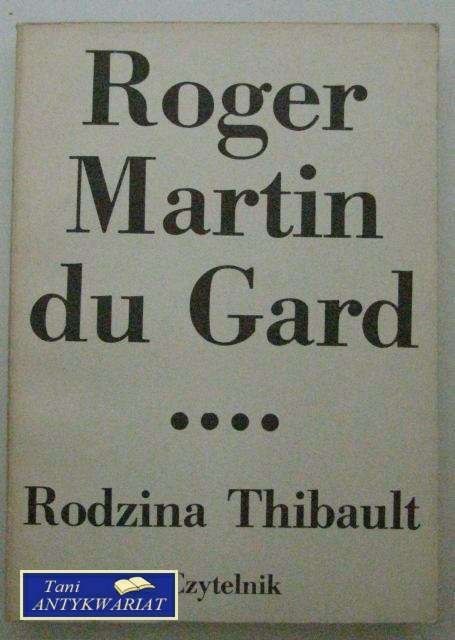 Roger
Martin
du Gard
••••
Rodzina Thibault
Czytelnik
Tani
ANTYKWARIAT